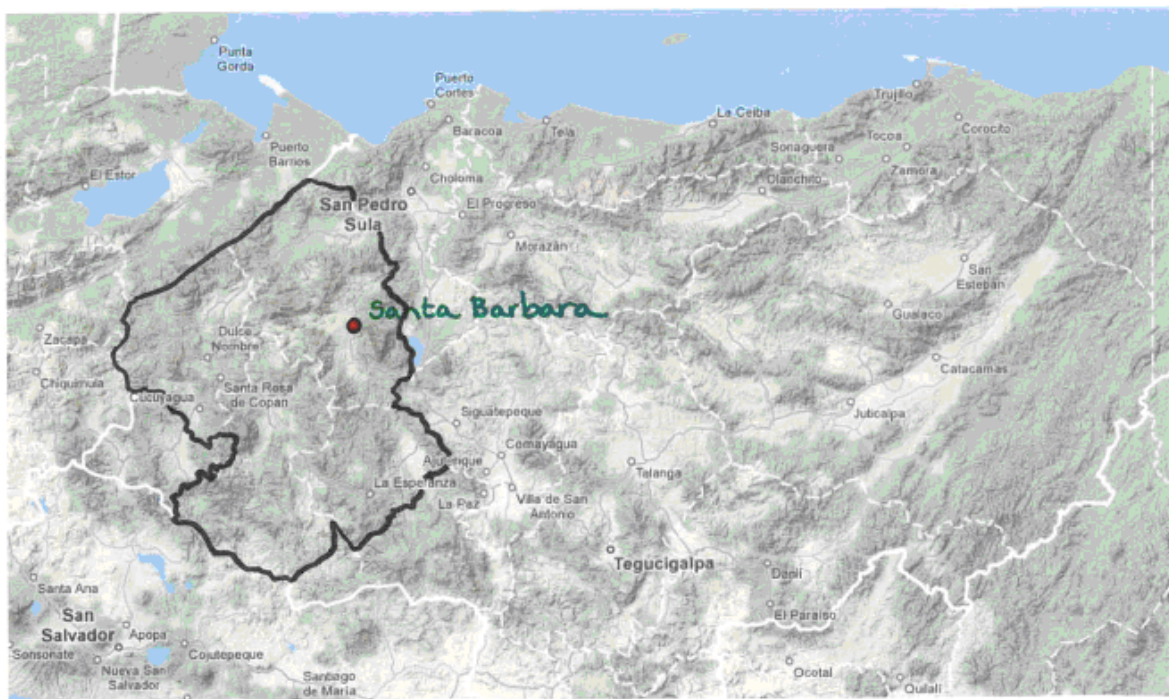 Punta
Gorda
Puerto
Cortes
Trujillo
La Ceiba
Baracoa
Tela
Corocito
Tocoa
Puerto
Barrios
Sonaguera
Zamora
El Estor
Choloma
Olanchito
San Pedro
Sula
El Progreso
Morazán
San
Esteban
Santa Barbara
Gualaco
Zacapa
Dulce
Nombre
Catacamas
Chiquimula
Santa Rosa
de Copan
Cucuyagua
Juticalpa
Siguatepeque
Comayagua
Ajuterique
Talanga
La Esperanza
La Paz
Villa de San
Antonio
Tegucigalpa
Danlí
Santa Ana
El Paraiso
San
Salvador
Apopa
Sonsonate
Cojutepeque
Nueva San
Salvador
Santiago
de María
Ocotal
Quilalí